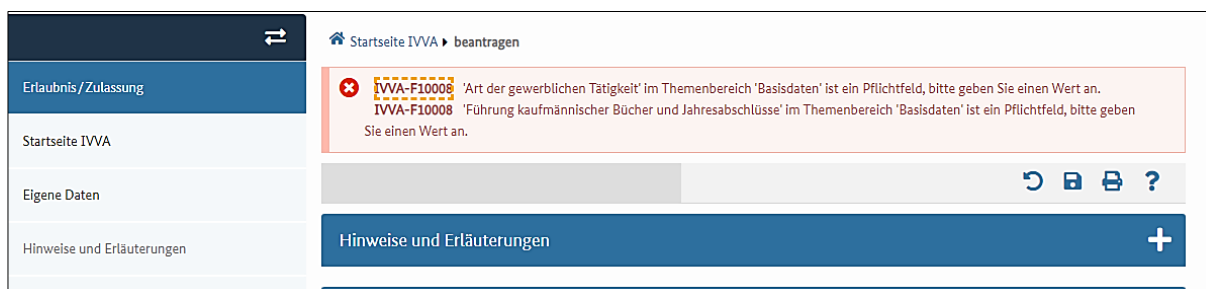 Startseite IVVA beantragen
Erlaubnis/Zulassung
IVVA-F10008 'Art der gewerblichen Tätigkeit' im Themenbereich 'Basisdaten' ist ein Pflichtfeld, bitte geben Sie einen Wert an.
IVVA-F10008 'Führung kaufmännischer Bücher und Jahresabschlüsse' im Themenbereich 'Basisdaten' ist ein Pflichtfeld, bitte geben
Sie einen Wert an.
Startseite IVVA
Eigene Daten
?
Hinweise und Erläuterungen
Hinweise und Erläuterungen